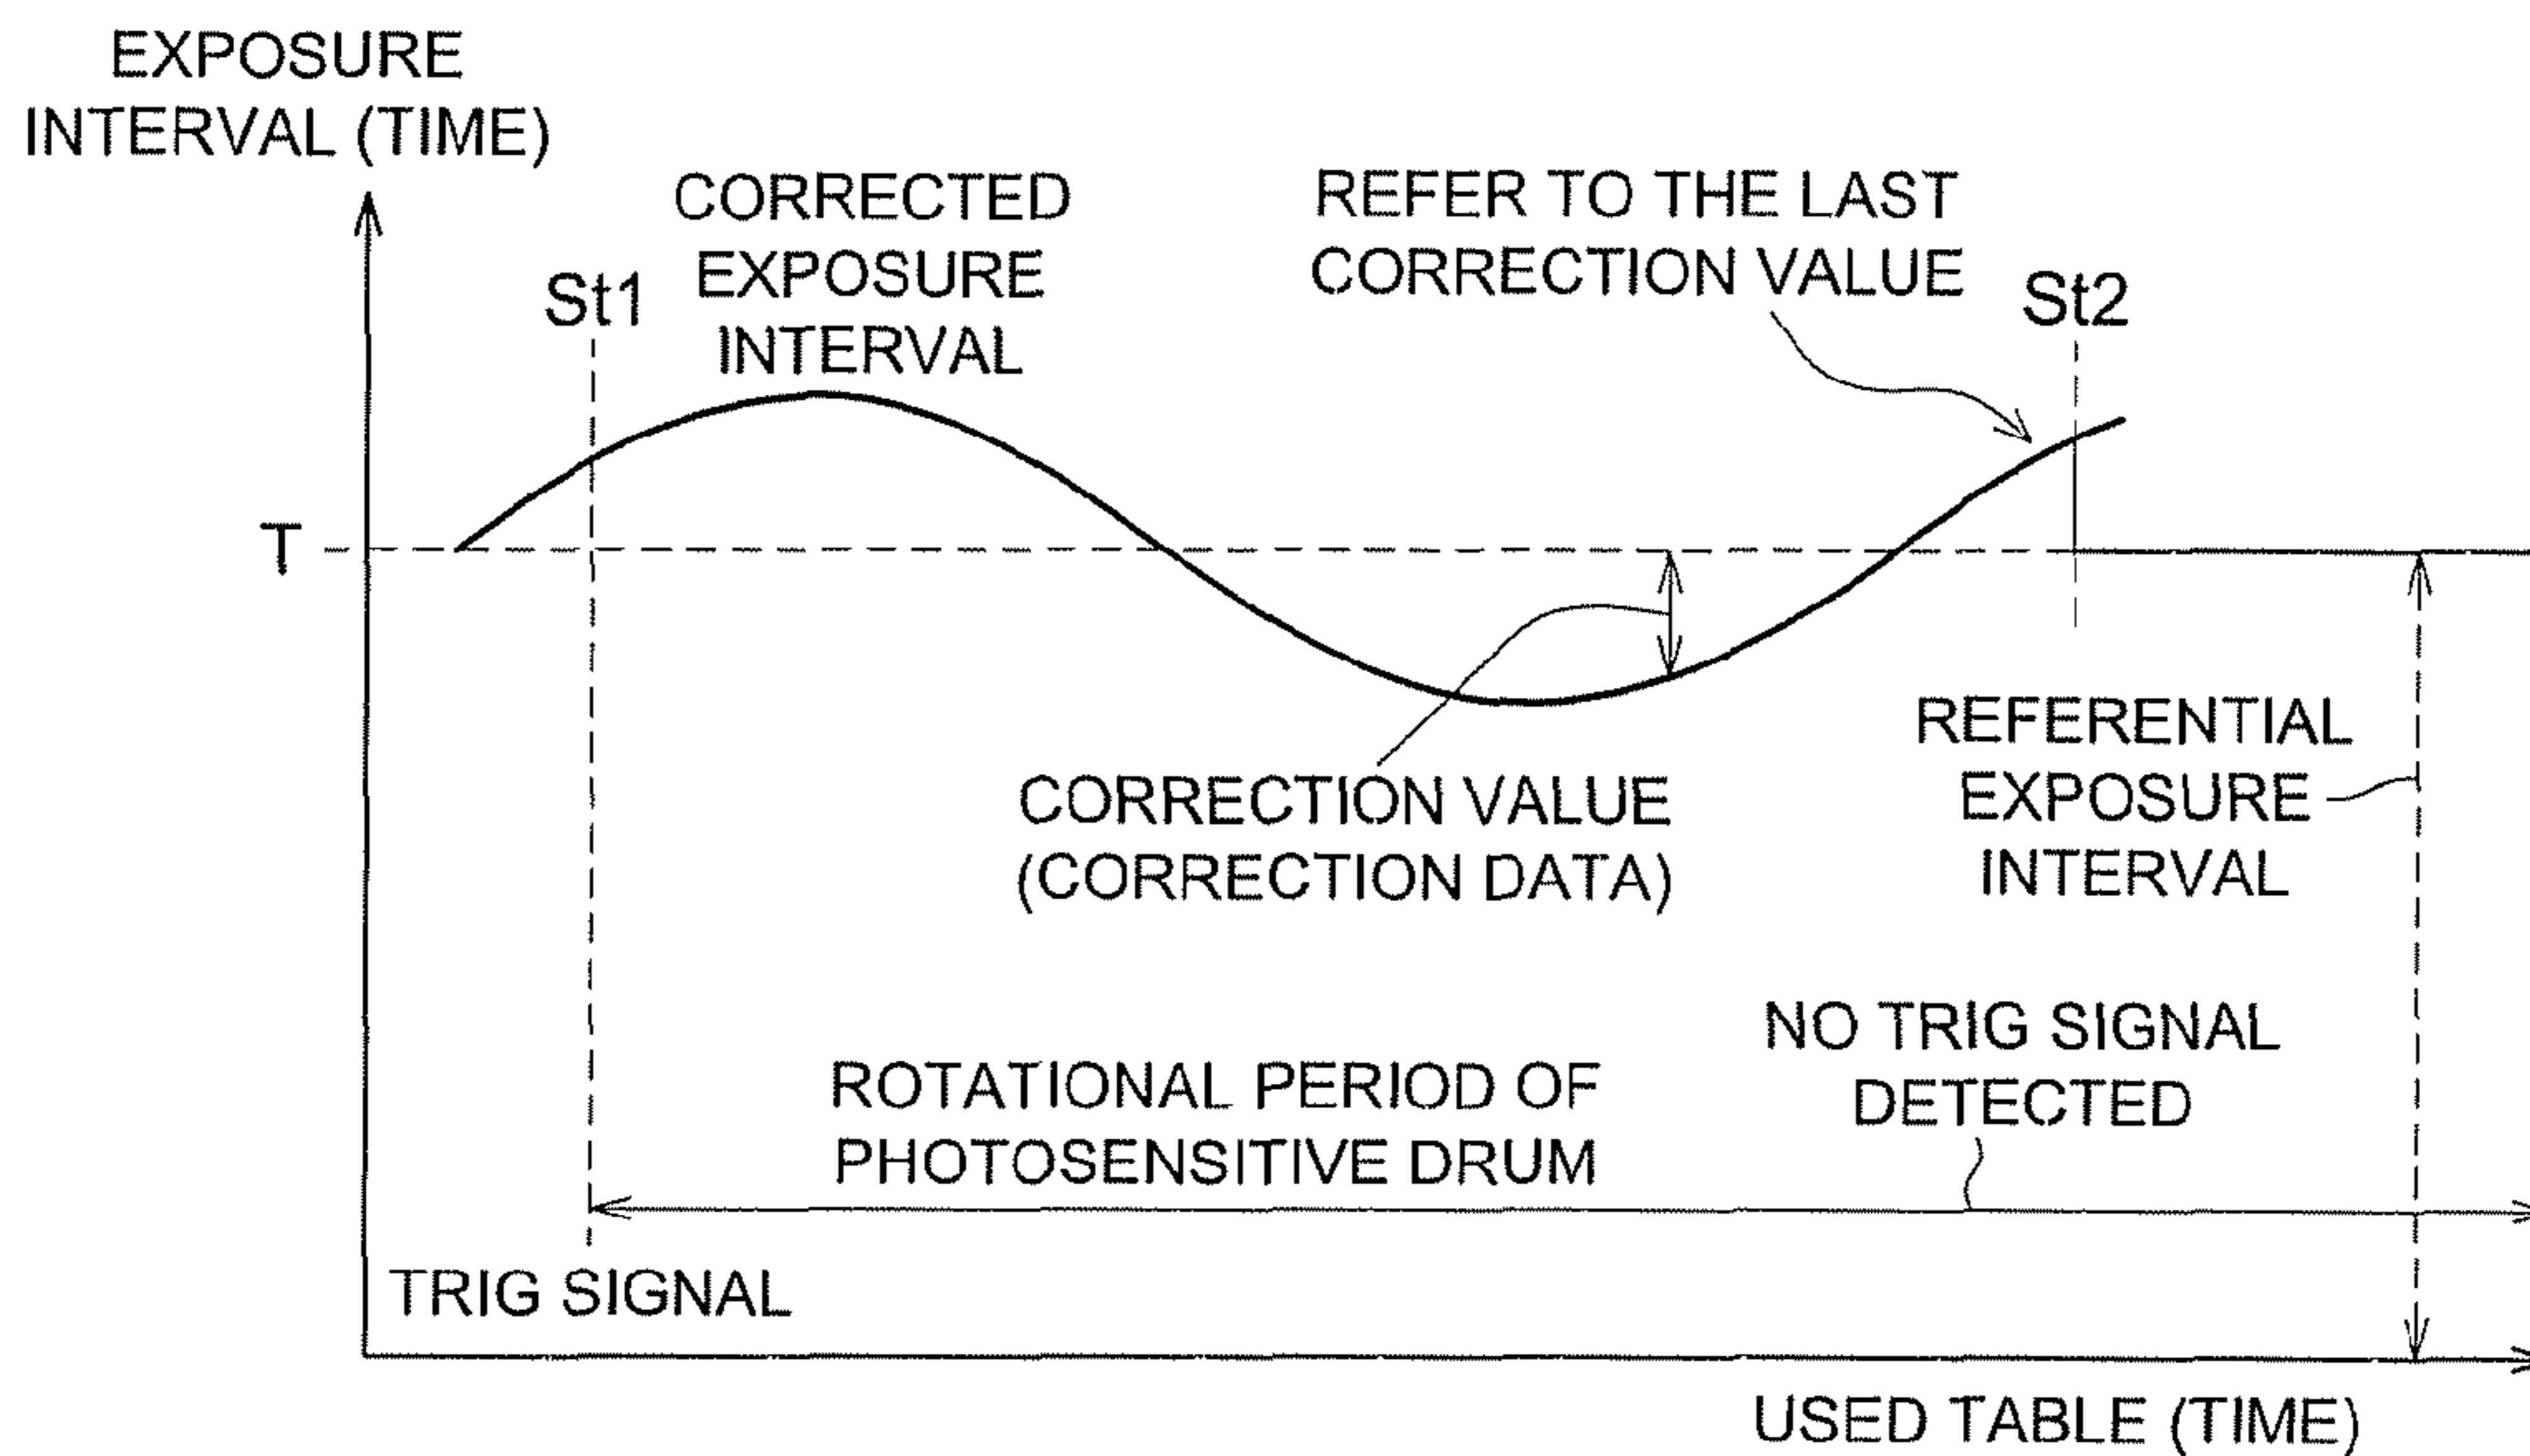 EXPOSURE
INTERVAL (TIME)
CORRECTED
EXPOSURE
INTERVAL
REFER TO THE LAST
CORRECTION VALUE
St1
St2
T
CORRECTION VALUE
(CORRECTION DATA)
REFERENTIAL
EXPOSURE
INTERVAL
NO TRIG SIGNAL
DETECTED
ROTATIONAL PERIOD OF
PHOTOSENSITIVE DRUM
TRIG SIGNAL
USED TABLE (TIME)